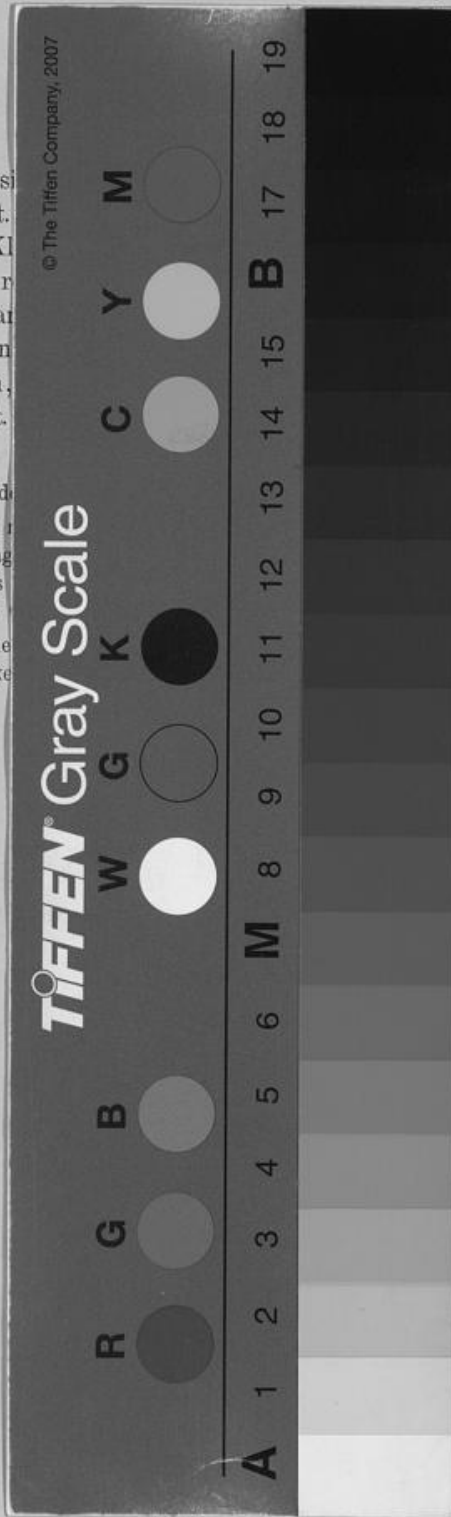 © The Tiffen Company, 2007
TIFFEN® Gray Scale
R G B W G K C Y M
A 1 2 3 4 5 6 M 8 9 10 11 12 13 14 15 B 17 18 19